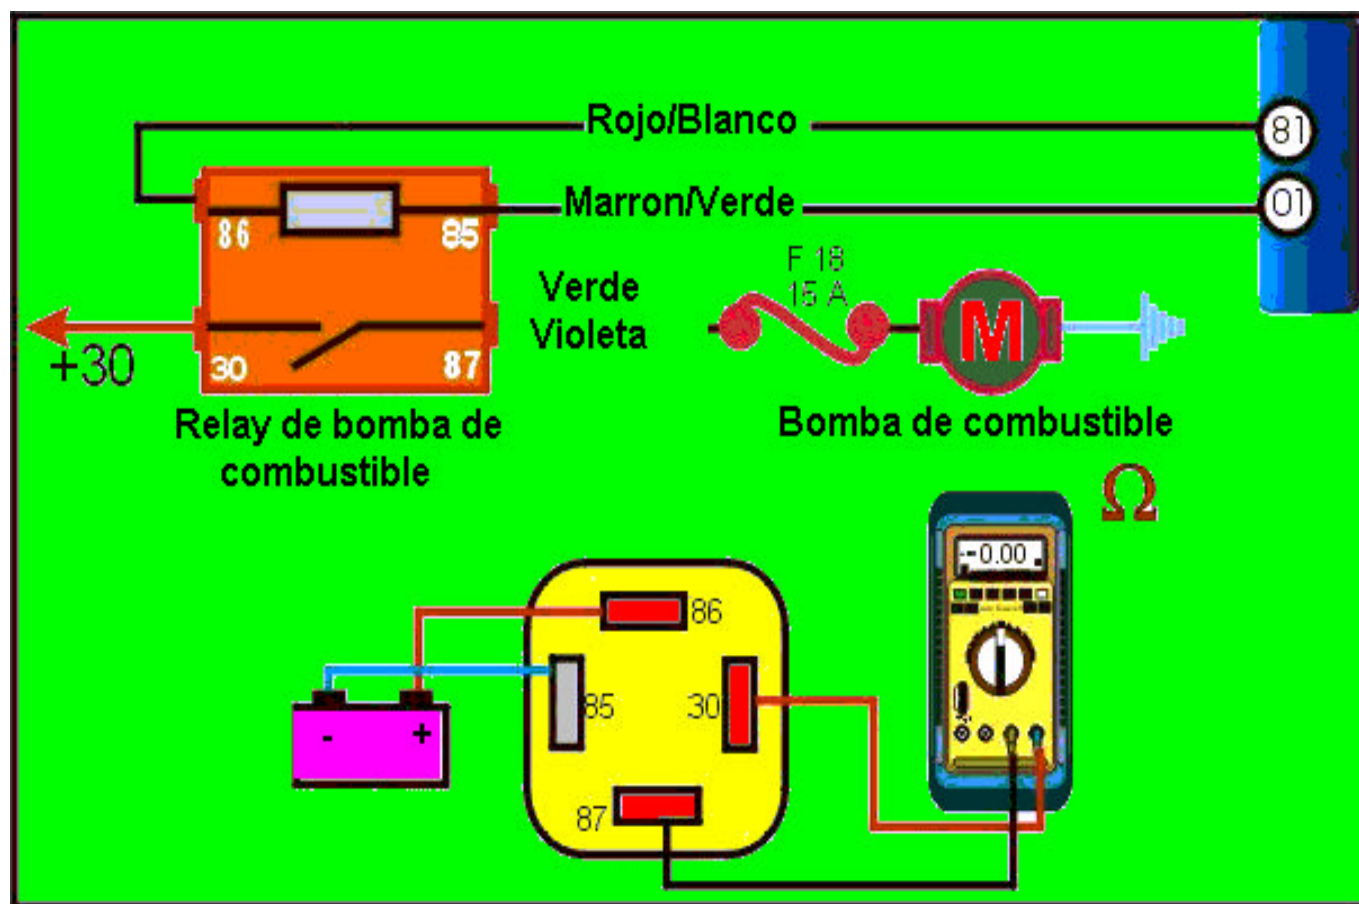 Rojo/Blanco
81
Marron/Verde
01
86
85
Verde
Violeta
F 18
15 A
M
+30
30
87
Relay de bomba de
combustible
Bomba de combustible
Ω
-0.00
86
85
30
-
+
87